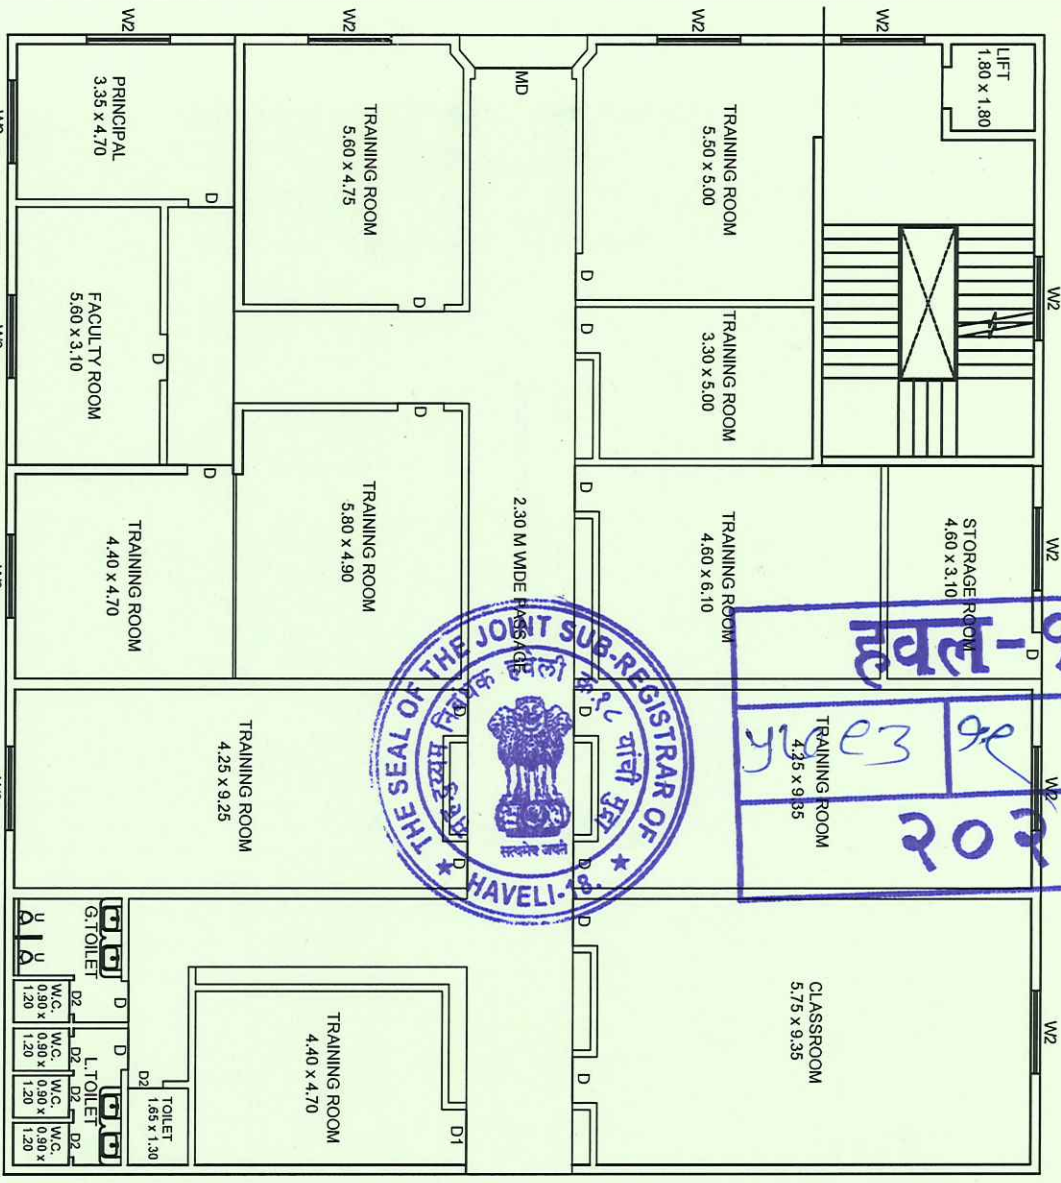 W2
W2
W2
W2
LIFT
1.80 x 1.80
TRAINING ROOM
5.50 x 5.00
D
MD
TRAINING ROOM
5.60 x 4.75
D
PRINCIPAL
3.35 x 4.70
D
W2
TRAINING ROOM
3.30 x 5.00
D
FACULTY ROOM
5.60 x 3.10
D
STORAGE ROOM
4.60 x 3.10
D
W2
TRAINING ROOM
4.60 x 6.10
D
2.30 M WIDE PASSAGE
TRAINING ROOM
5.80 x 4.90
D
TRAINING ROOM
4.40 x 4.70
D
W2
TRAINING ROOM
4.25 x 9.35
D
D
TRAINING ROOM
4.25 x 9.25
D
D
W2
CLASSROOM
5.75 x 9.35
D
D
TRAINING ROOM
4.40 x 4.70
D1
TOILET
1.65 x 1.30
D2
G.TOILET
U
U
D
L.TOILET
D
W.C.
0.90 x
1.20
D2
W.C.
0.90 x
1.20
D2
W.C.
0.90 x
1.20
D2
W.C.
0.90 x
1.20
D2
THE SEAL OF THE JOINT SUB-REGISTRAR OF
HAVELI-18.
सत्यमेव जयते